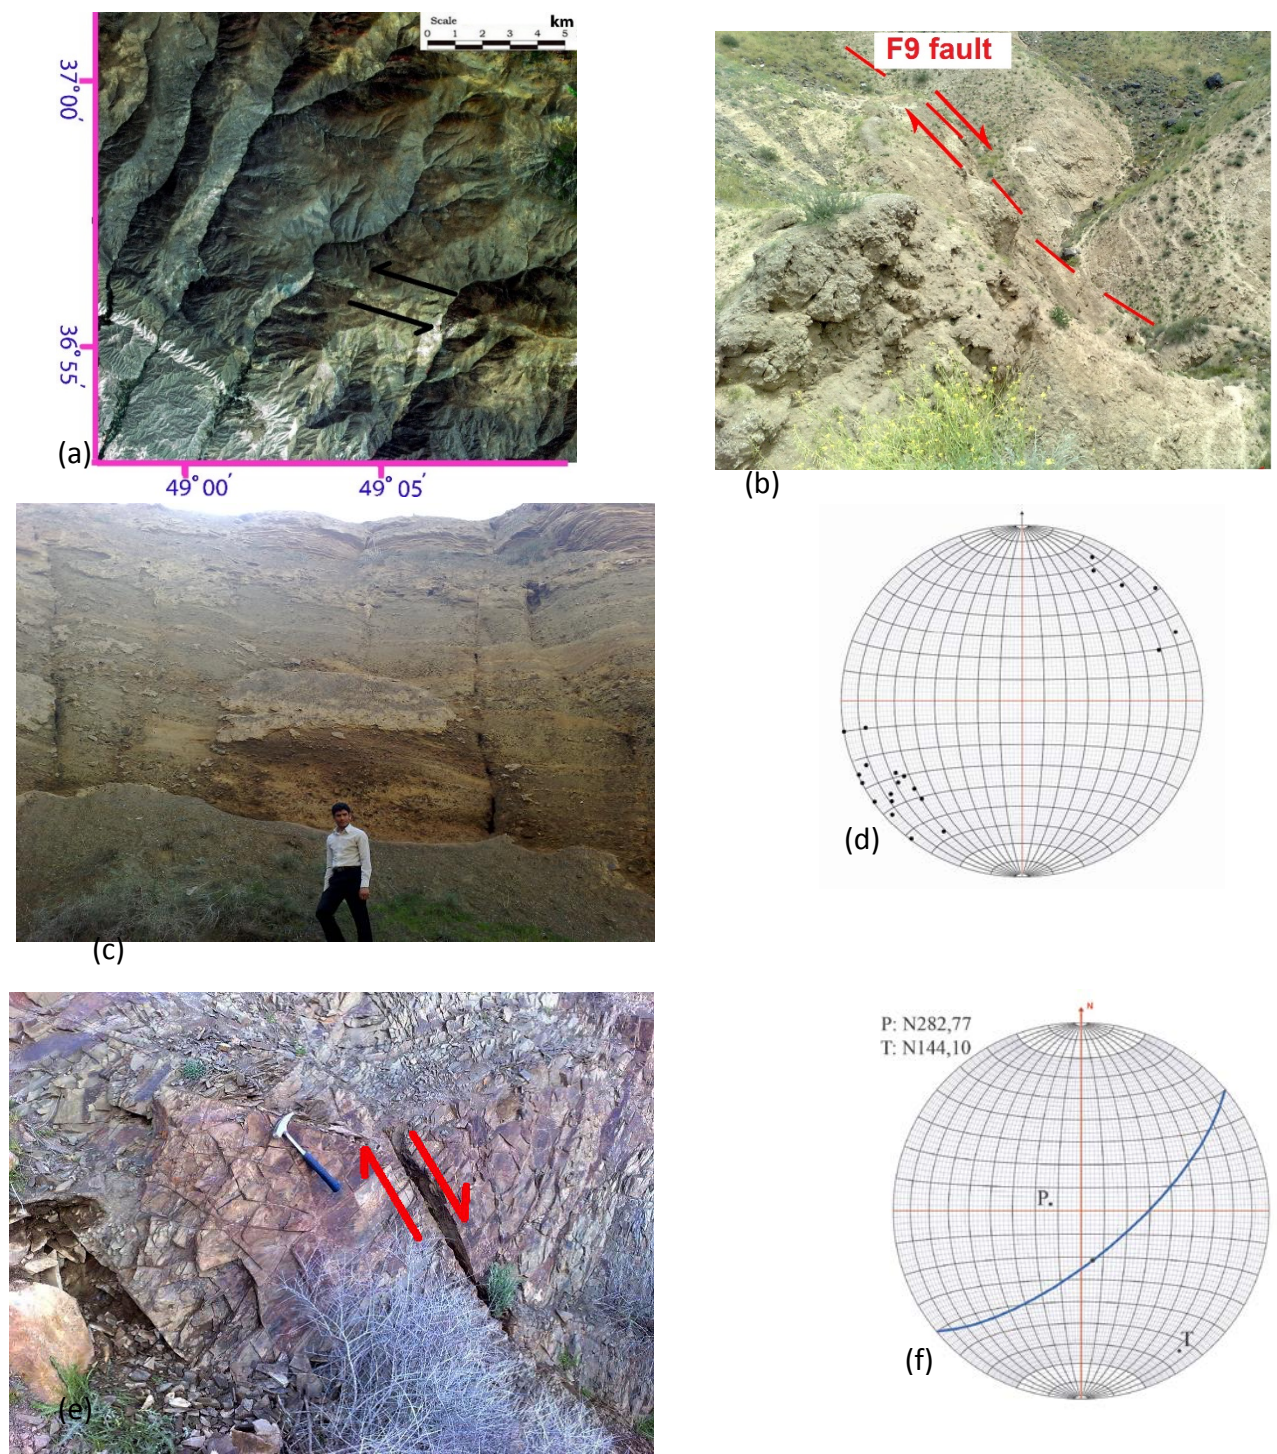 Scale
km
0 1 2 3 4 5
37°00′
36°55′
49°00′
49°05′
(a)
F9 fault
(b)
(c)
(d)
(e)
N
P: N282,77
T: N144,10
P
T
(f)